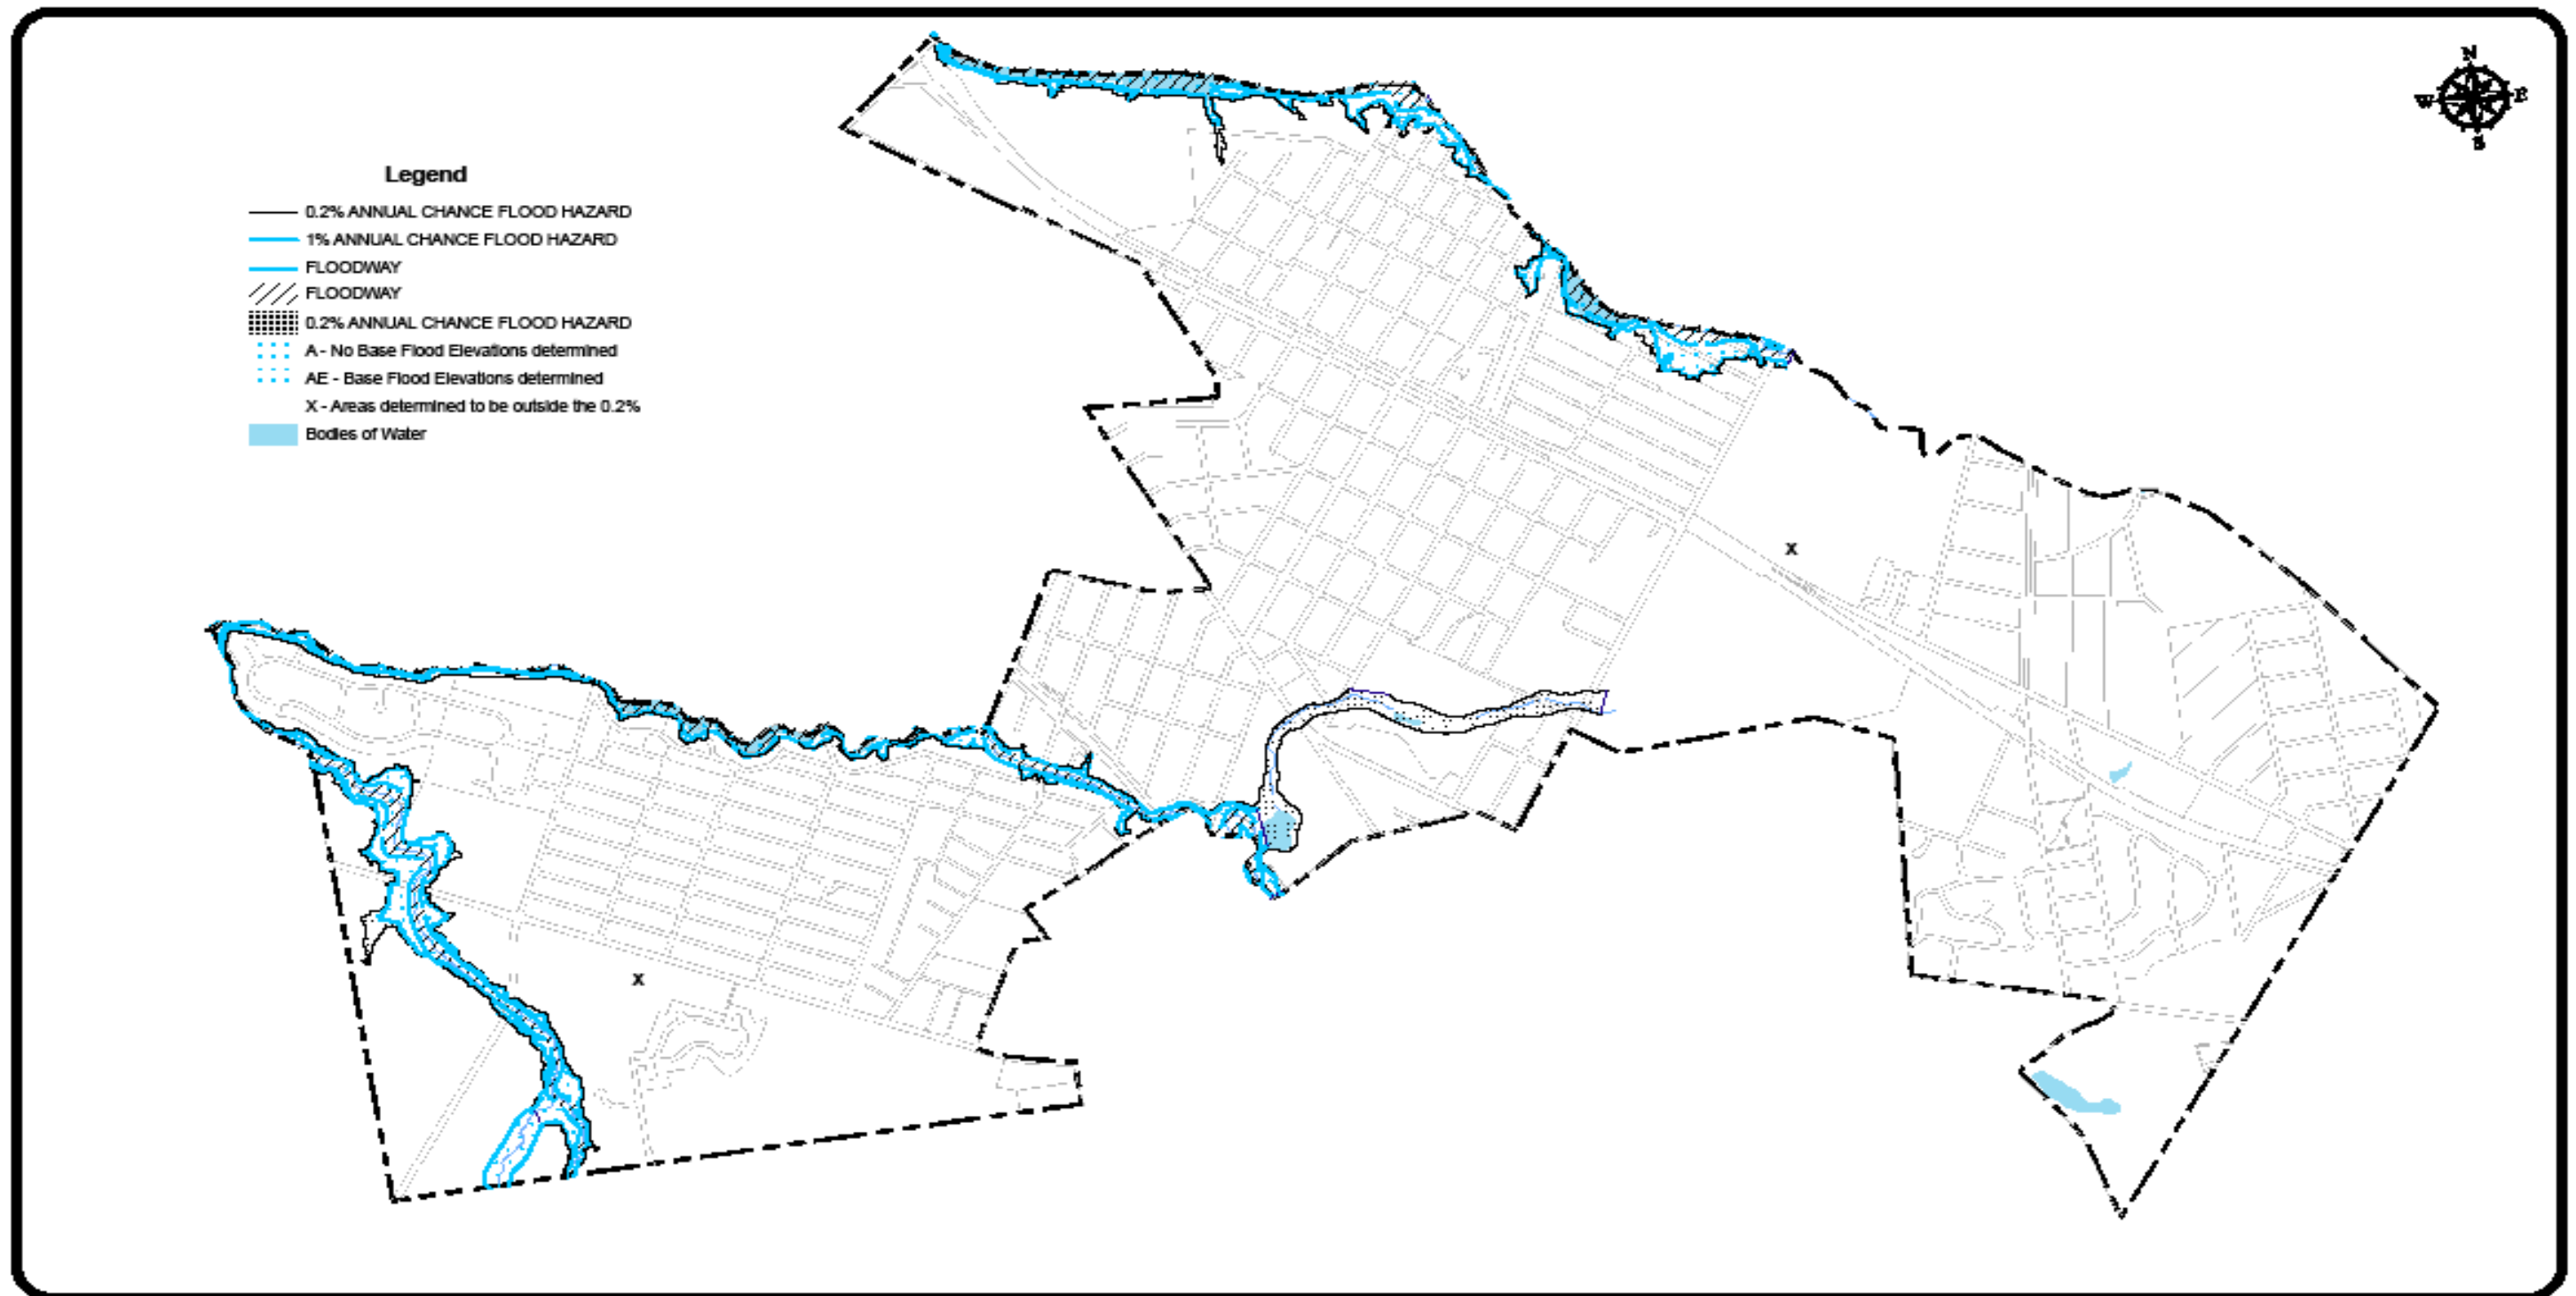 N
W E
S
Legend
0.2% ANNUAL CHANCE FLOOD HAZARD
1% ANNUAL CHANCE FLOOD HAZARD
FLOODWAY
FLOODWAY
0.2% ANNUAL CHANCE FLOOD HAZARD
A - No Base Flood Elevations determined
AE - Base Flood Elevations determined
X - Areas determined to be outside the 0.2%
Bodies of Water
X
X